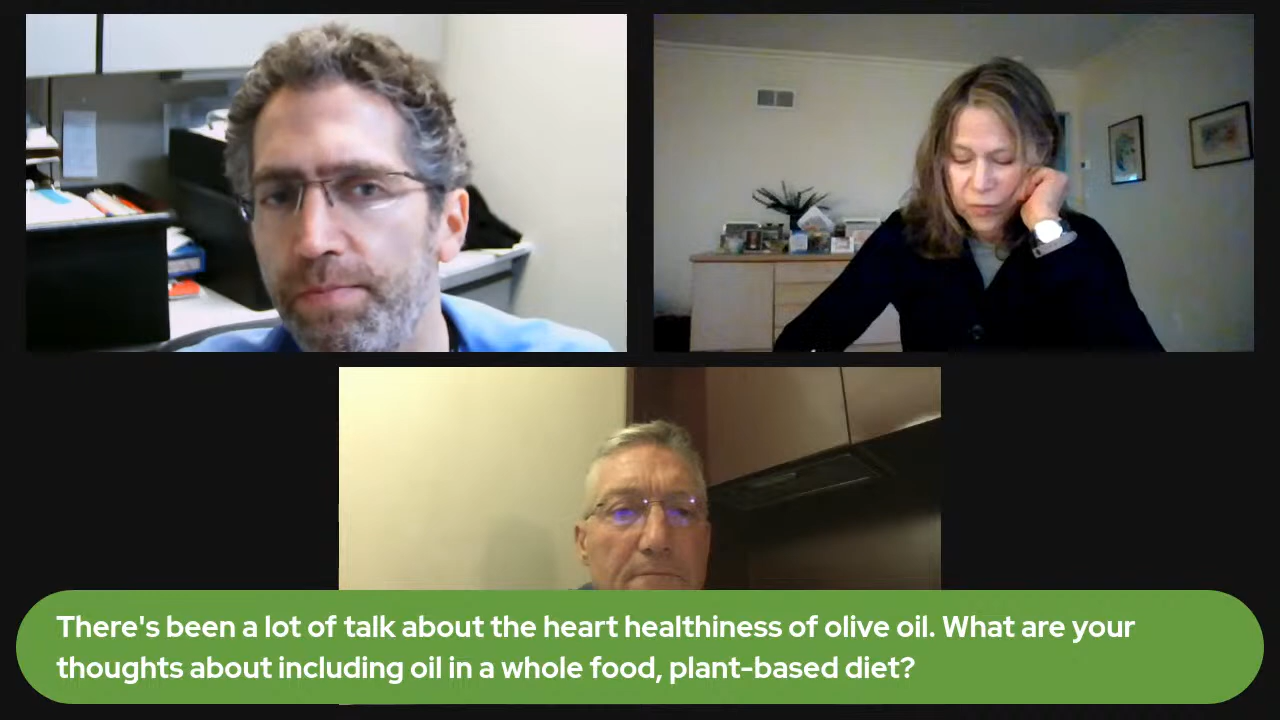 There's been a lot of talk about the heart healthiness of olive oil. What are your
thoughts about including oil in a whole food, plant-based diet?